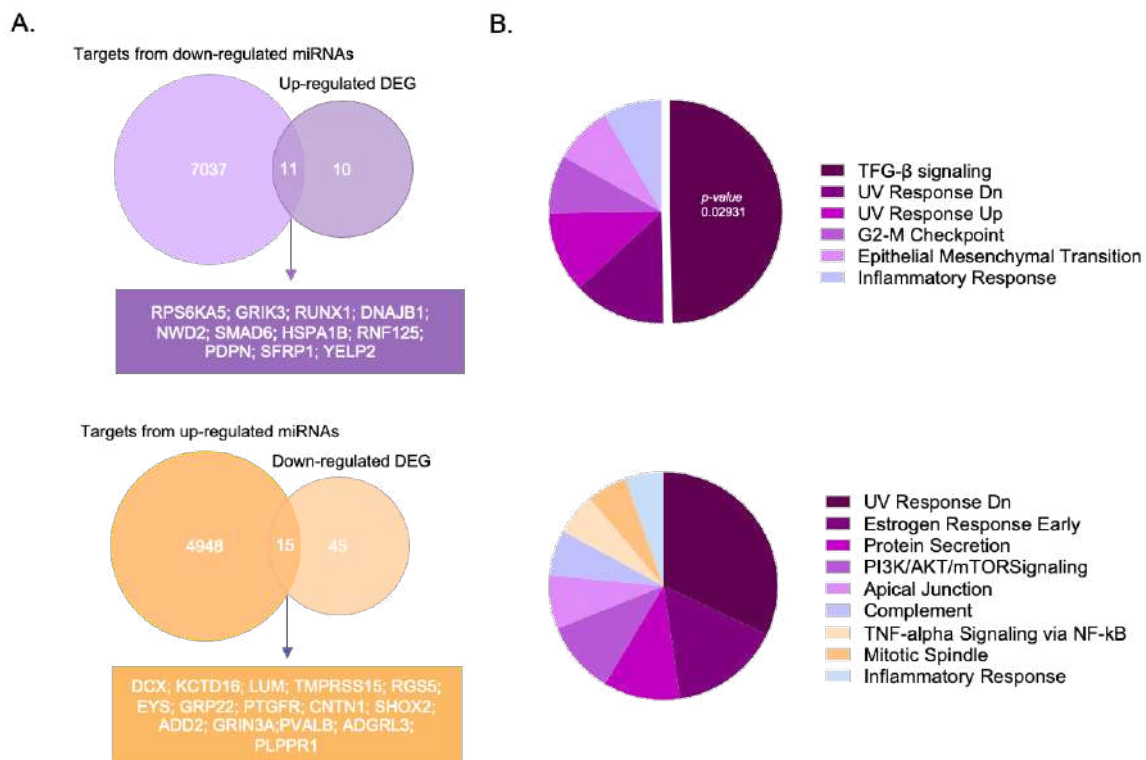 A.
Targets from down-regulated miRNAs
Up-regulated DEG
7037
11
10
RPS6KA5; GRIK3; RUNX1; DNAJB1;
NWD2; SMAD6; HSPA1B; RNF125;
PDPN; SFRP1; YELP2
Targets from up-regulated miRNAs
Down-regulated DEG
4948
15
45
DCX; KCTD16; LUM; TMPRSS15; RGS5;
EYS; GRP22; PTGFR; CNTN1; SHOX2;
ADD2; GRIN3A;PVALB; ADGRL3;
PLPPR1
B.
p-value
0.02931
TFG-β signaling
UV Response Dn
UV Response Up
G2-M Checkpoint
Epithelial Mesenchymal Transition
Inflammatory Response
UV Response Dn
Estrogen Response Early
Protein Secretion
PI3K/AKT/mTORSignaling
Apical Junction
Complement
TNF-alpha Signaling via NF-kB
Mitotic Spindle
Inflammatory Response